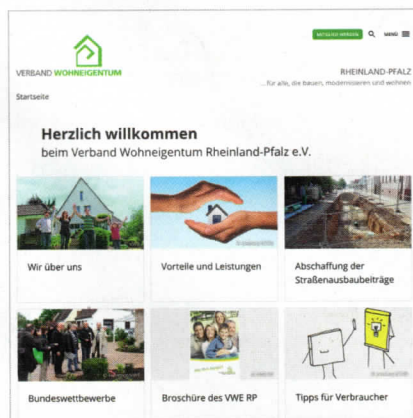 MITGLIED WERDEN
MENÜ
VERBAND WOHNEIGENTUM
RHEINLAND-PFALZ
...für alle, die bauen, modernisieren und wohnen
Startseite
Herzlich willkommen
beim Verband Wohneigentum Rheinland-Pfalz e.V.
Wir über uns
Vorteile und Leistungen
Abschaffung der
Straßenausbaubeiträge
Bundeswettbewerbe
Broschüre des VWE RP
Tipps für Verbraucher